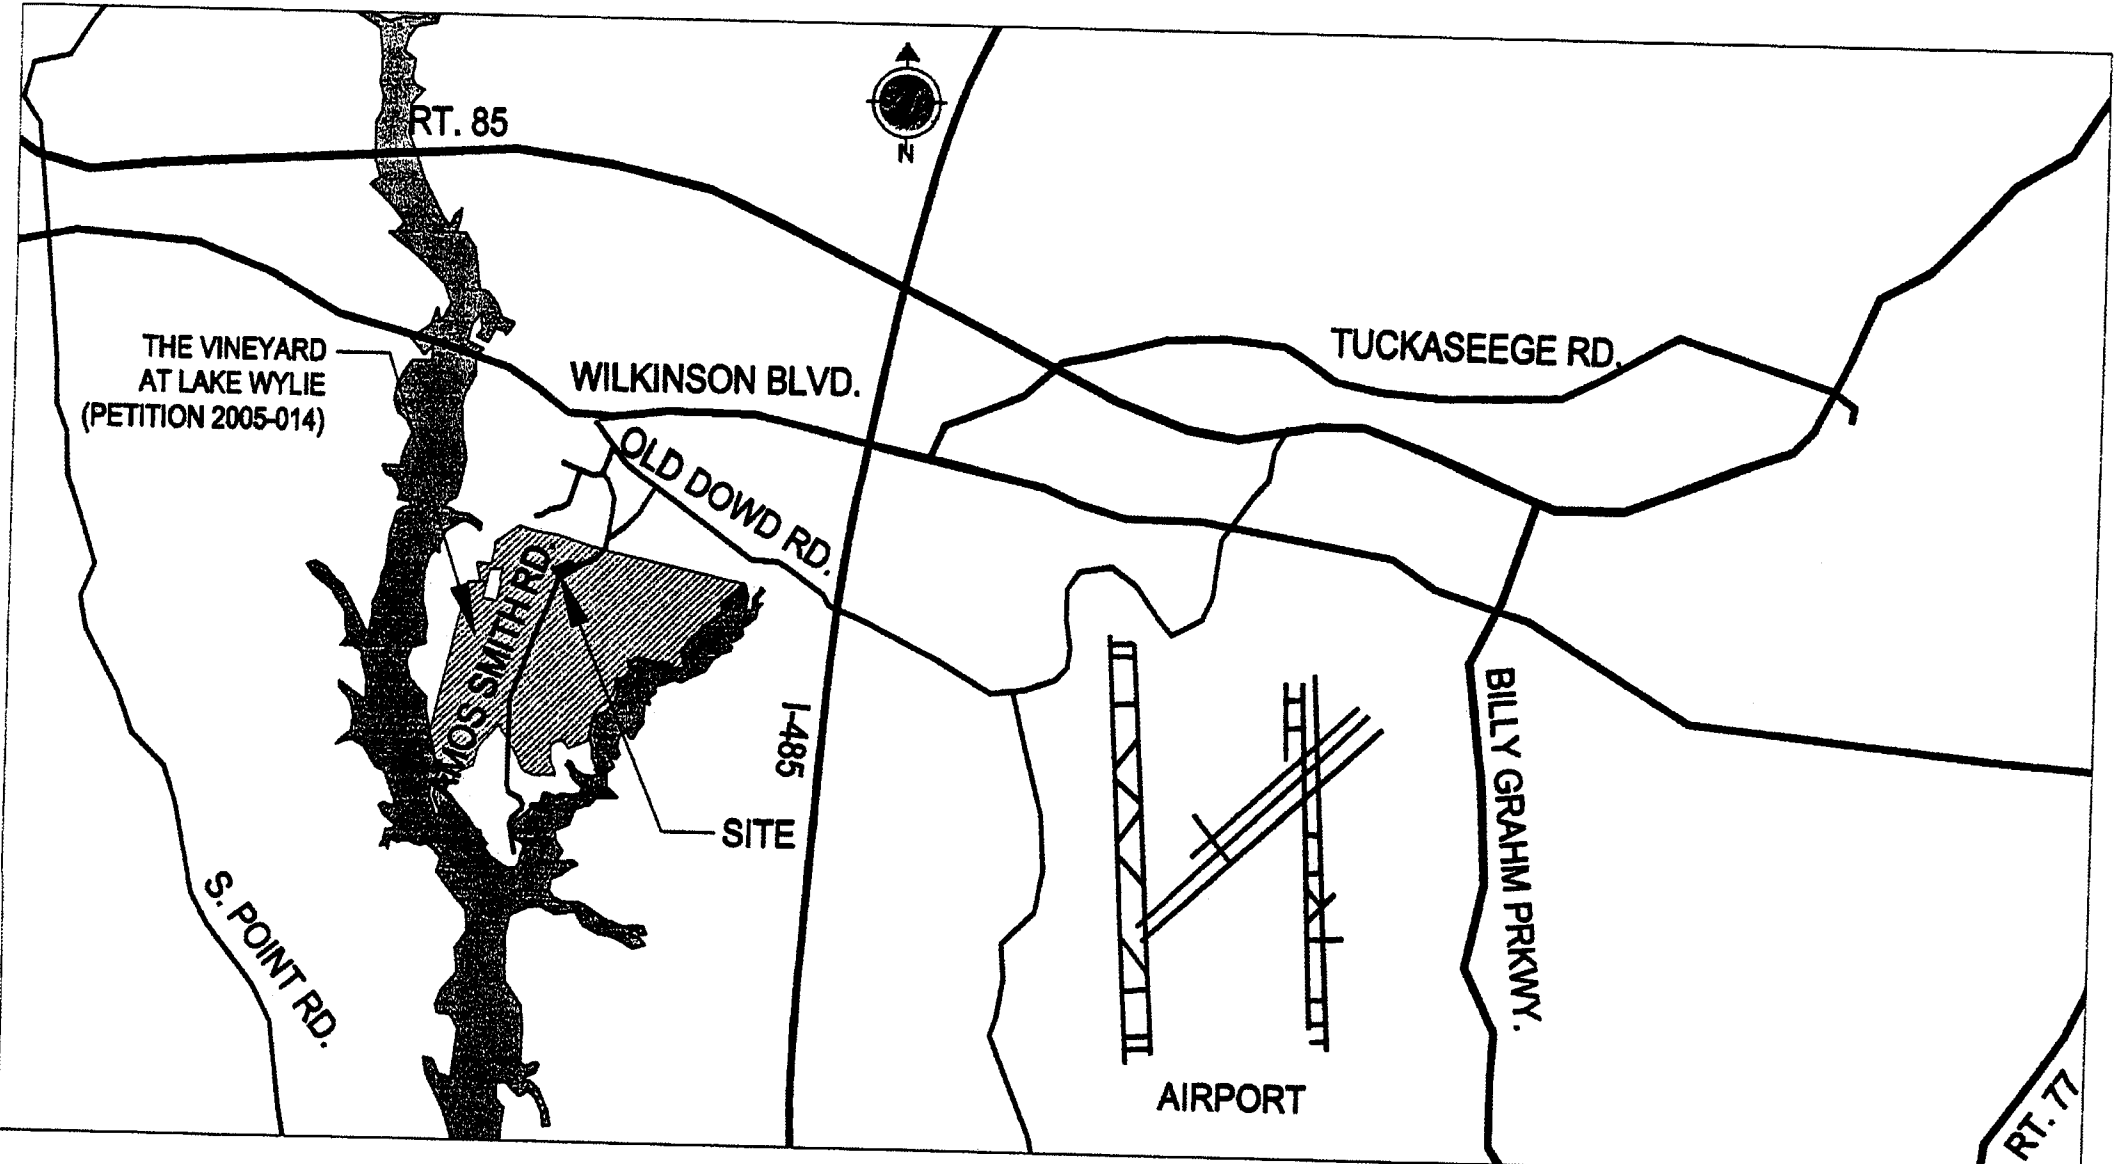 RT. 85
N
THE VINEYARD
AT LAKE WYLIE
(PETITION 2005-014)
WILKINSON BLVD.
TUCKASEEGE RD.
OLD DOWD RD.
AMOS SMITH RD.
I-485
SITE
BILLY GRAHM PRKWY.
S. POINT RD.
AIRPORT
RT. 77